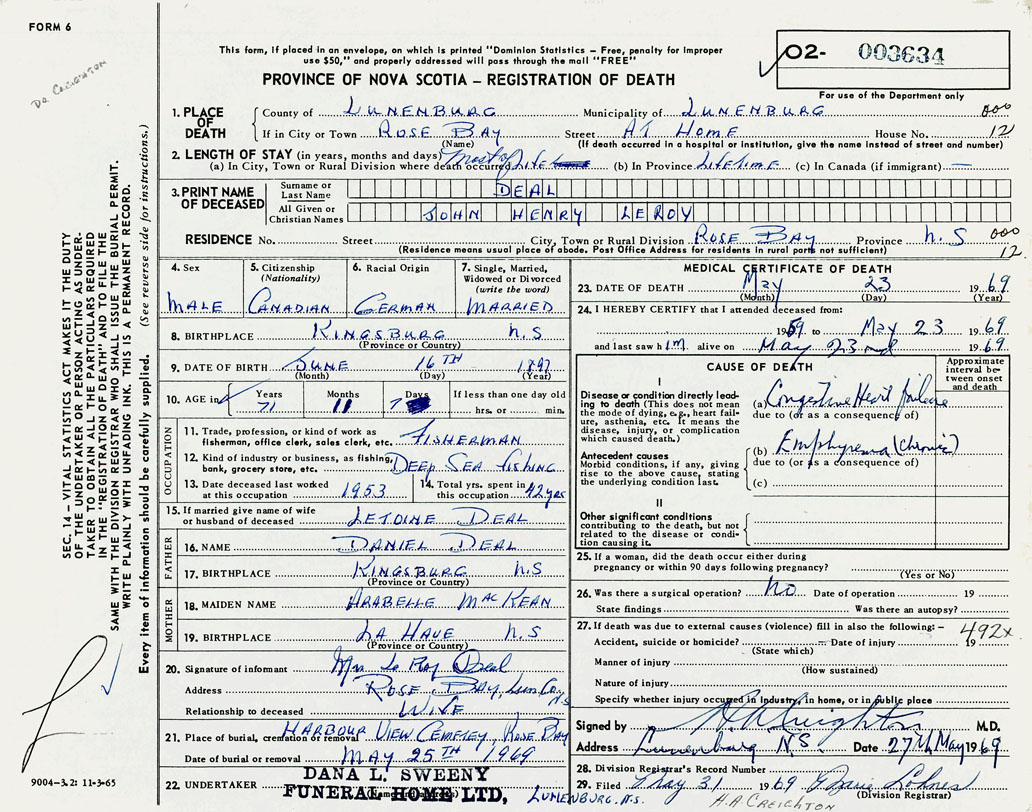 FORM 6
Dr Creighton
This form, if placed in an envelope, on which is printed "Dominion Statistics – Free, penalty for improper
use $50," and properly addressed will pass through the mail "FREE"
PROVINCE OF NOVA SCOTIA – REGISTRATION OF DEATH
O2- 003634
For use of the Department only
1. PLACE OF DEATH County of LUNENBURG Municipality of LUNENBURG 000
If in City or Town ROSE BAY Street AT HOME House No. 12
(Name) (If death occurred in a hospital or institution, give the name instead of street and number)
2. LENGTH OF STAY (in years, months and days)
(a) In City, Town or Rural Division where death occurred Most of LIFE (b) In Province LIFETIME (c) In Canada (if immigrant) —
3. PRINT NAME OF DECEASED
Surname or Last Name DEAL
All Given or Christian Names JOHN HENRY LEROY
RESIDENCE No. Street City, Town or Rural Division ROSE BAY Province N.S 000
(Residence means usual place of abode. Post Office Address for residents in rural parts not sufficient) 12
4. Sex MALE
5. Citizenship (Nationality) CANADIAN
6. Racial Origin GERMAN
7. Single, Married, Widowed or Divorced (write the word) MARRIED
8. BIRTHPLACE KINGSBURG N.S
(Province or Country)
9. DATE OF BIRTH JUNE 16TH 1897
(Month) (Day) (Year)
10. AGE in Years 71 Months 11 Days 7 If less than one day old
hrs. or min.
OCCUPATION
11. Trade, profession, or kind of work as
fisherman, office clerk, sales clerk, etc. FISHERMAN
12. Kind of industry or business, as fishing,
bank, grocery store, etc. DEEP SEA FISHING
13. Date deceased last worked
at this occupation 1953
14. Total yrs. spent in
this occupation 42 yrs
15. If married give name of wife
or husband of deceased LETOINE DEAL
FATHER
16. NAME DANIEL DEAL
17. BIRTHPLACE KINGSBURG N.S
(Province or Country)
MOTHER
18. MAIDEN NAME ARABELLE MacKEAN
19. BIRTHPLACE LA HAVE N.S
(Province or Country)
20. Signature of informant Mrs Le Roy Deal
Address ROSE BAY, Lun Co, N.S
Relationship to deceased WIFE
21. Place of burial, cremation or removal HARBOUR VIEW CEMETEY, ROSE BAY
Date of burial or removal MAY 25TH 1969
22. UNDERTAKER DANA L. SWEENY
FUNERAL HOME LTD, LUNENBURG, N.S.
(Name and address)
MEDICAL CERTIFICATE OF DEATH
23. DATE OF DEATH May 23 1969
(Month) (Day) (Year)
24. I HEREBY CERTIFY that I attended deceased from:
1959 to May 23 1969
and last saw him alive on May 23rd 1969
CAUSE OF DEATH
Approximate interval between onset and death
I
Disease or condition directly leading to death (This does not mean the mode of dying, e.g., heart failure, asthenia, etc. It means the disease, injury, or complication which caused death.)
(a) Congestive Heart failure
due to (or as a consequence of)
Antecedent causes
Morbid conditions, if any, giving rise to the above cause, stating the underlying condition last.
(b) Emphysema (Chronic)
due to (or as a consequence of)
(c)
II
Other significant conditions
contributing to the death, but not related to the disease or condition causing it.
25. If a woman, did the death occur either during
pregnancy or within 90 days following pregnancy?
(Yes or No)
26. Was there a surgical operation? No Date of operation 19
State findings Was there an autopsy?
27. If death was due to external causes (violence) fill in also the following:– 492x
Accident, suicide or homicide? Date of injury 19
(State which)
Manner of injury
(How sustained)
Nature of injury
Specify whether injury occurred in industry, in home, or in public place
Signed by H A Creighton M.D.
Address Lunenburg NS Date 27th May 1969
28. Division Registrar's Record Number
29. Filed May 31 1969
(Division Registrar)
H. A CREIGHTON
SEC. 14 – VITAL STATISTICS ACT MAKES IT THE DUTY
OF THE UNDERTAKER OR PERSON ACTING AS UNDER-
TAKER TO OBTAIN ALL THE PARTICULARS REQUIRED
IN THE "REGISTRATION OF DEATH" AND TO FILE THE
SAME WITH THE DIVISION REGISTRAR WHO SHALL ISSUE THE BURIAL PERMIT.
WRITE PLAINLY WITH UNFADING INK. THIS IS A PERMANENT RECORD.
Every item of information should be carefully supplied. (See reverse side for instructions.)
9004–3.2: 11-3-65